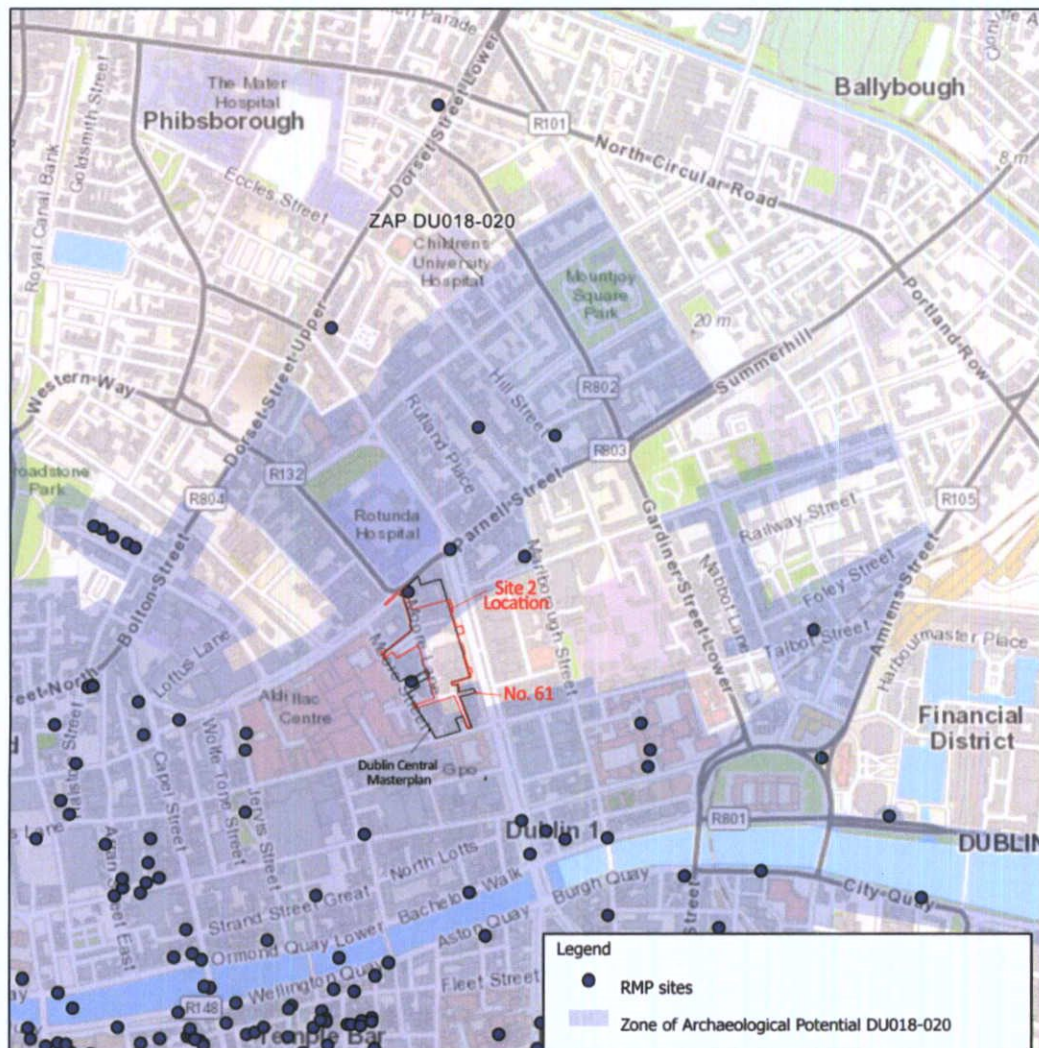 The Mater
Hospital
Phibsborough
Ballybough
Goldsmith Street
Royal Canal Bank
Eccles Street
Dorset Street Lower
R101
North Circular Road
8 m
ZAP DU018-020
Childrens
University
Hospital
Mountjoy
Square
Park
Portland Row
20 m
Summerhill
Western Way
Dorset Street Upper
Hill Street
R802
Rutland Place
R803
R132
R804
Park
Rotunda
Hospital
Parnell Street
R105
Railway Street
Bolton Street
Marlborough Street
Gardiner Street Lower
Mabbot Lane
Foley Street
Talbot Street
Amiens Street
Harbourmaster Place
Site 2
Location
Loftus Lane
Centre
No. 61
Financial
District
Dublin Central
Masterplan
Gpo
Capel Street
Wolfe Tone Street
Jervis Street
Dublin 1
R801
DUBLIN
North Lotts
Bachelors Walk
Burgh Quay
City Quay
Strand Street Great
Aston Quay
Street
Ormond Quay Lower
Wellington Quay
Fleet Street
R148
Temple Bar
Legend
RMP sites
Zone of Archaeological Potential DU018-020